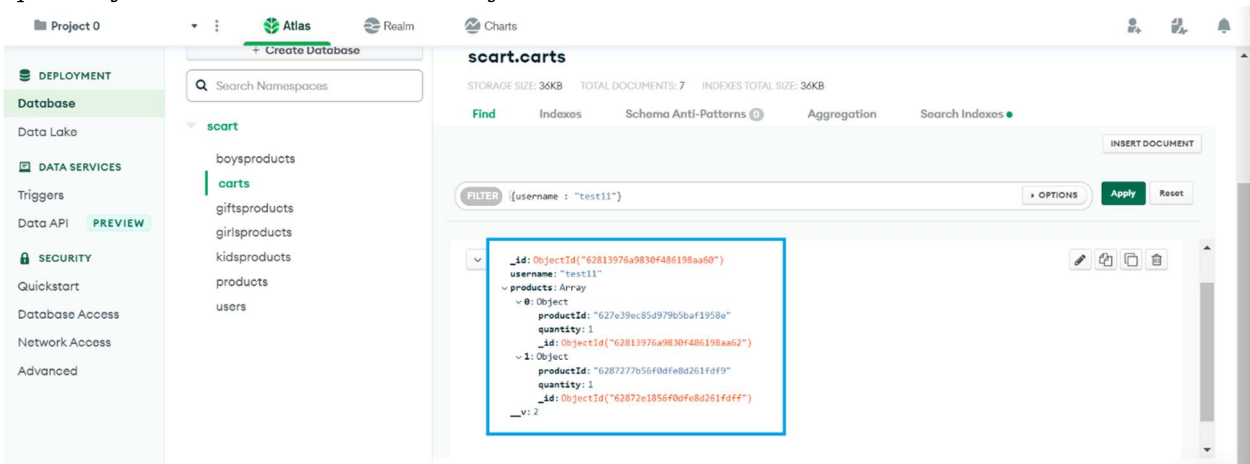 Project 0
Atlas
Realm
Charts
DEPLOYMENT
Database
Data Lake
DATA SERVICES
Triggers
Data API PREVIEW
SECURITY
Quickstart
Database Access
Network Access
Advanced
+ Create Database
Search Namespaces
scart
boysproducts
carts
giftsproducts
girlsproducts
kidsproducts
products
users
scart.carts
STORAGE SIZE: 36KB TOTAL DOCUMENTS: 7 INDEXES TOTAL SIZE: 36KB
Find Indexes Schema Anti-Patterns 0 Aggregation Search Indexes
INSERT DOCUMENT
FILTER {username : "test11"} OPTIONS Apply Reset
_id: ObjectId("62813976a9830f486198aa60")
username: "test11"
products: Array
0: Object
productId: "627e39ec85d979b5baf1958e"
quantity: 1
_id: ObjectId("62813976a9830f486198aa62")
1: Object
productId: "6287277b56f0dfe8d261fdf9"
quantity: 1
_id: ObjectId("62872e1856f0dfe8d261fdff")
__v: 2